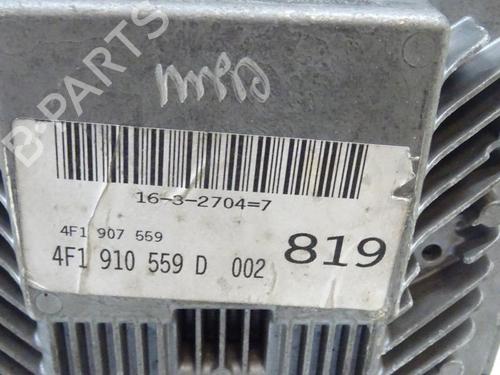 B-PARTS
16-3-2704=7
4F1 907 559
4F1 910 559 D 002
819